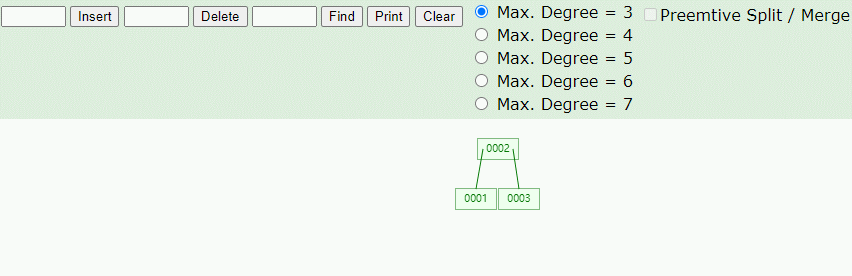 Insert Delete Find Print Clear
Max. Degree = 3 Preemtive Split / Merge
Max. Degree = 4
Max. Degree = 5
Max. Degree = 6
Max. Degree = 7
0002
0001 0003